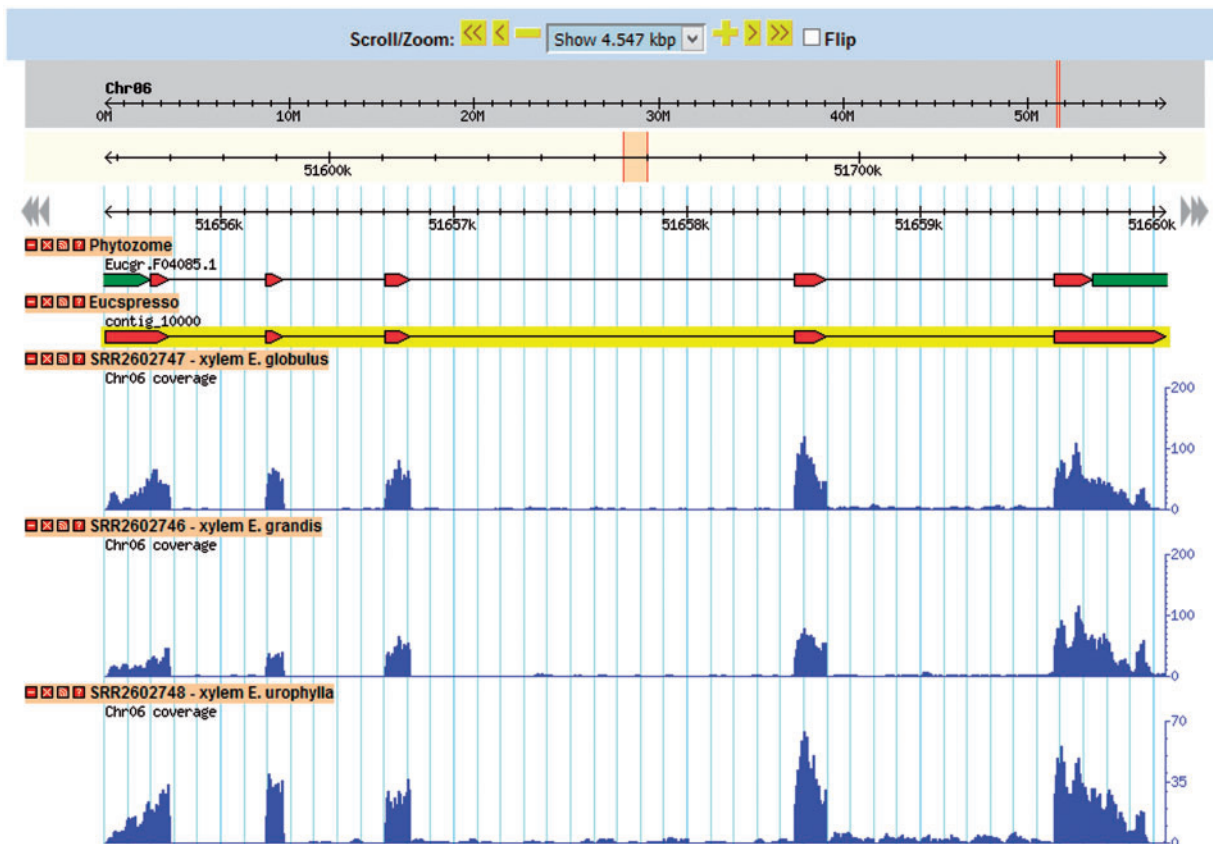 Scroll/Zoom: << < Show 4.547 kbp > >> Flip
Chr06
0M 10M 20M 30M 40M 50M
51600k 51700k
51656k 51657k 51658k 51659k 51660k
Phytozome
Eucgr.F04085.1
Eucspresso
contig_10000
SRR2602747 - xylem E. globulus
Chr06 coverage
200
100
0
SRR2602746 - xylem E. grandis
Chr06 coverage
200
100
0
SRR2602748 - xylem E. urophylla
Chr06 coverage
70
35
0